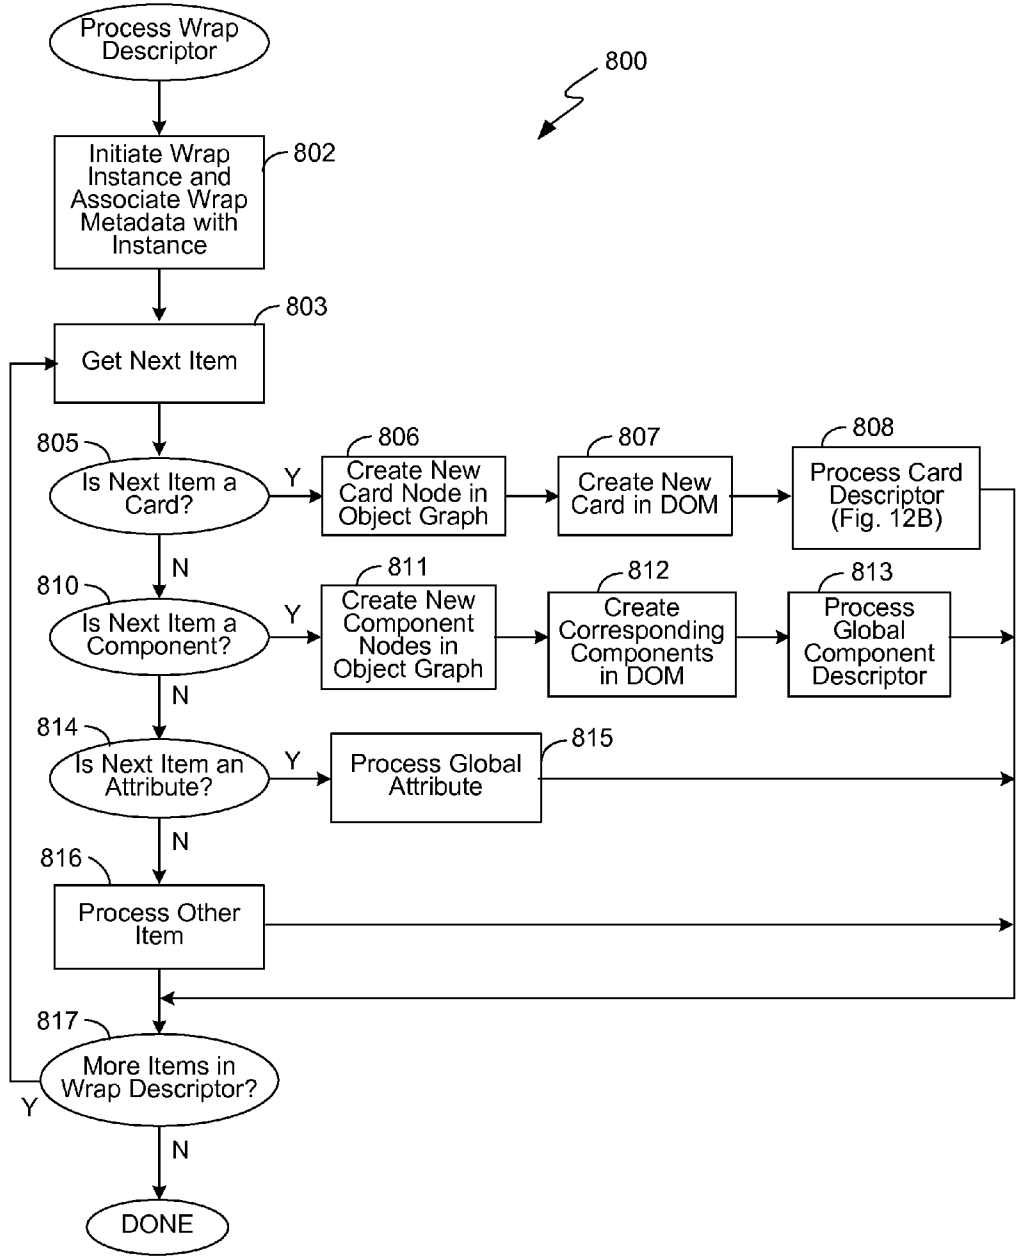 Process Wrap
Descriptor
800
Initiate Wrap
Instance and
Associate Wrap
Metadata with
Instance
802
803
Get Next Item
805
Is Next Item a
Card?
Y
806
Create New
Card Node in
Object Graph
807
Create New
Card in DOM
808
Process Card
Descriptor
(Fig. 12B)
N
810
Is Next Item a
Component?
Y
811
Create New
Component
Nodes in
Object Graph
812
Create
Corresponding
Components
in DOM
813
Process
Global
Component
Descriptor
N
814
Is Next Item an
Attribute?
Y
815
Process Global
Attribute
N
816
Process Other
Item
817
More Items in
Wrap Descriptor?
Y
N
DONE